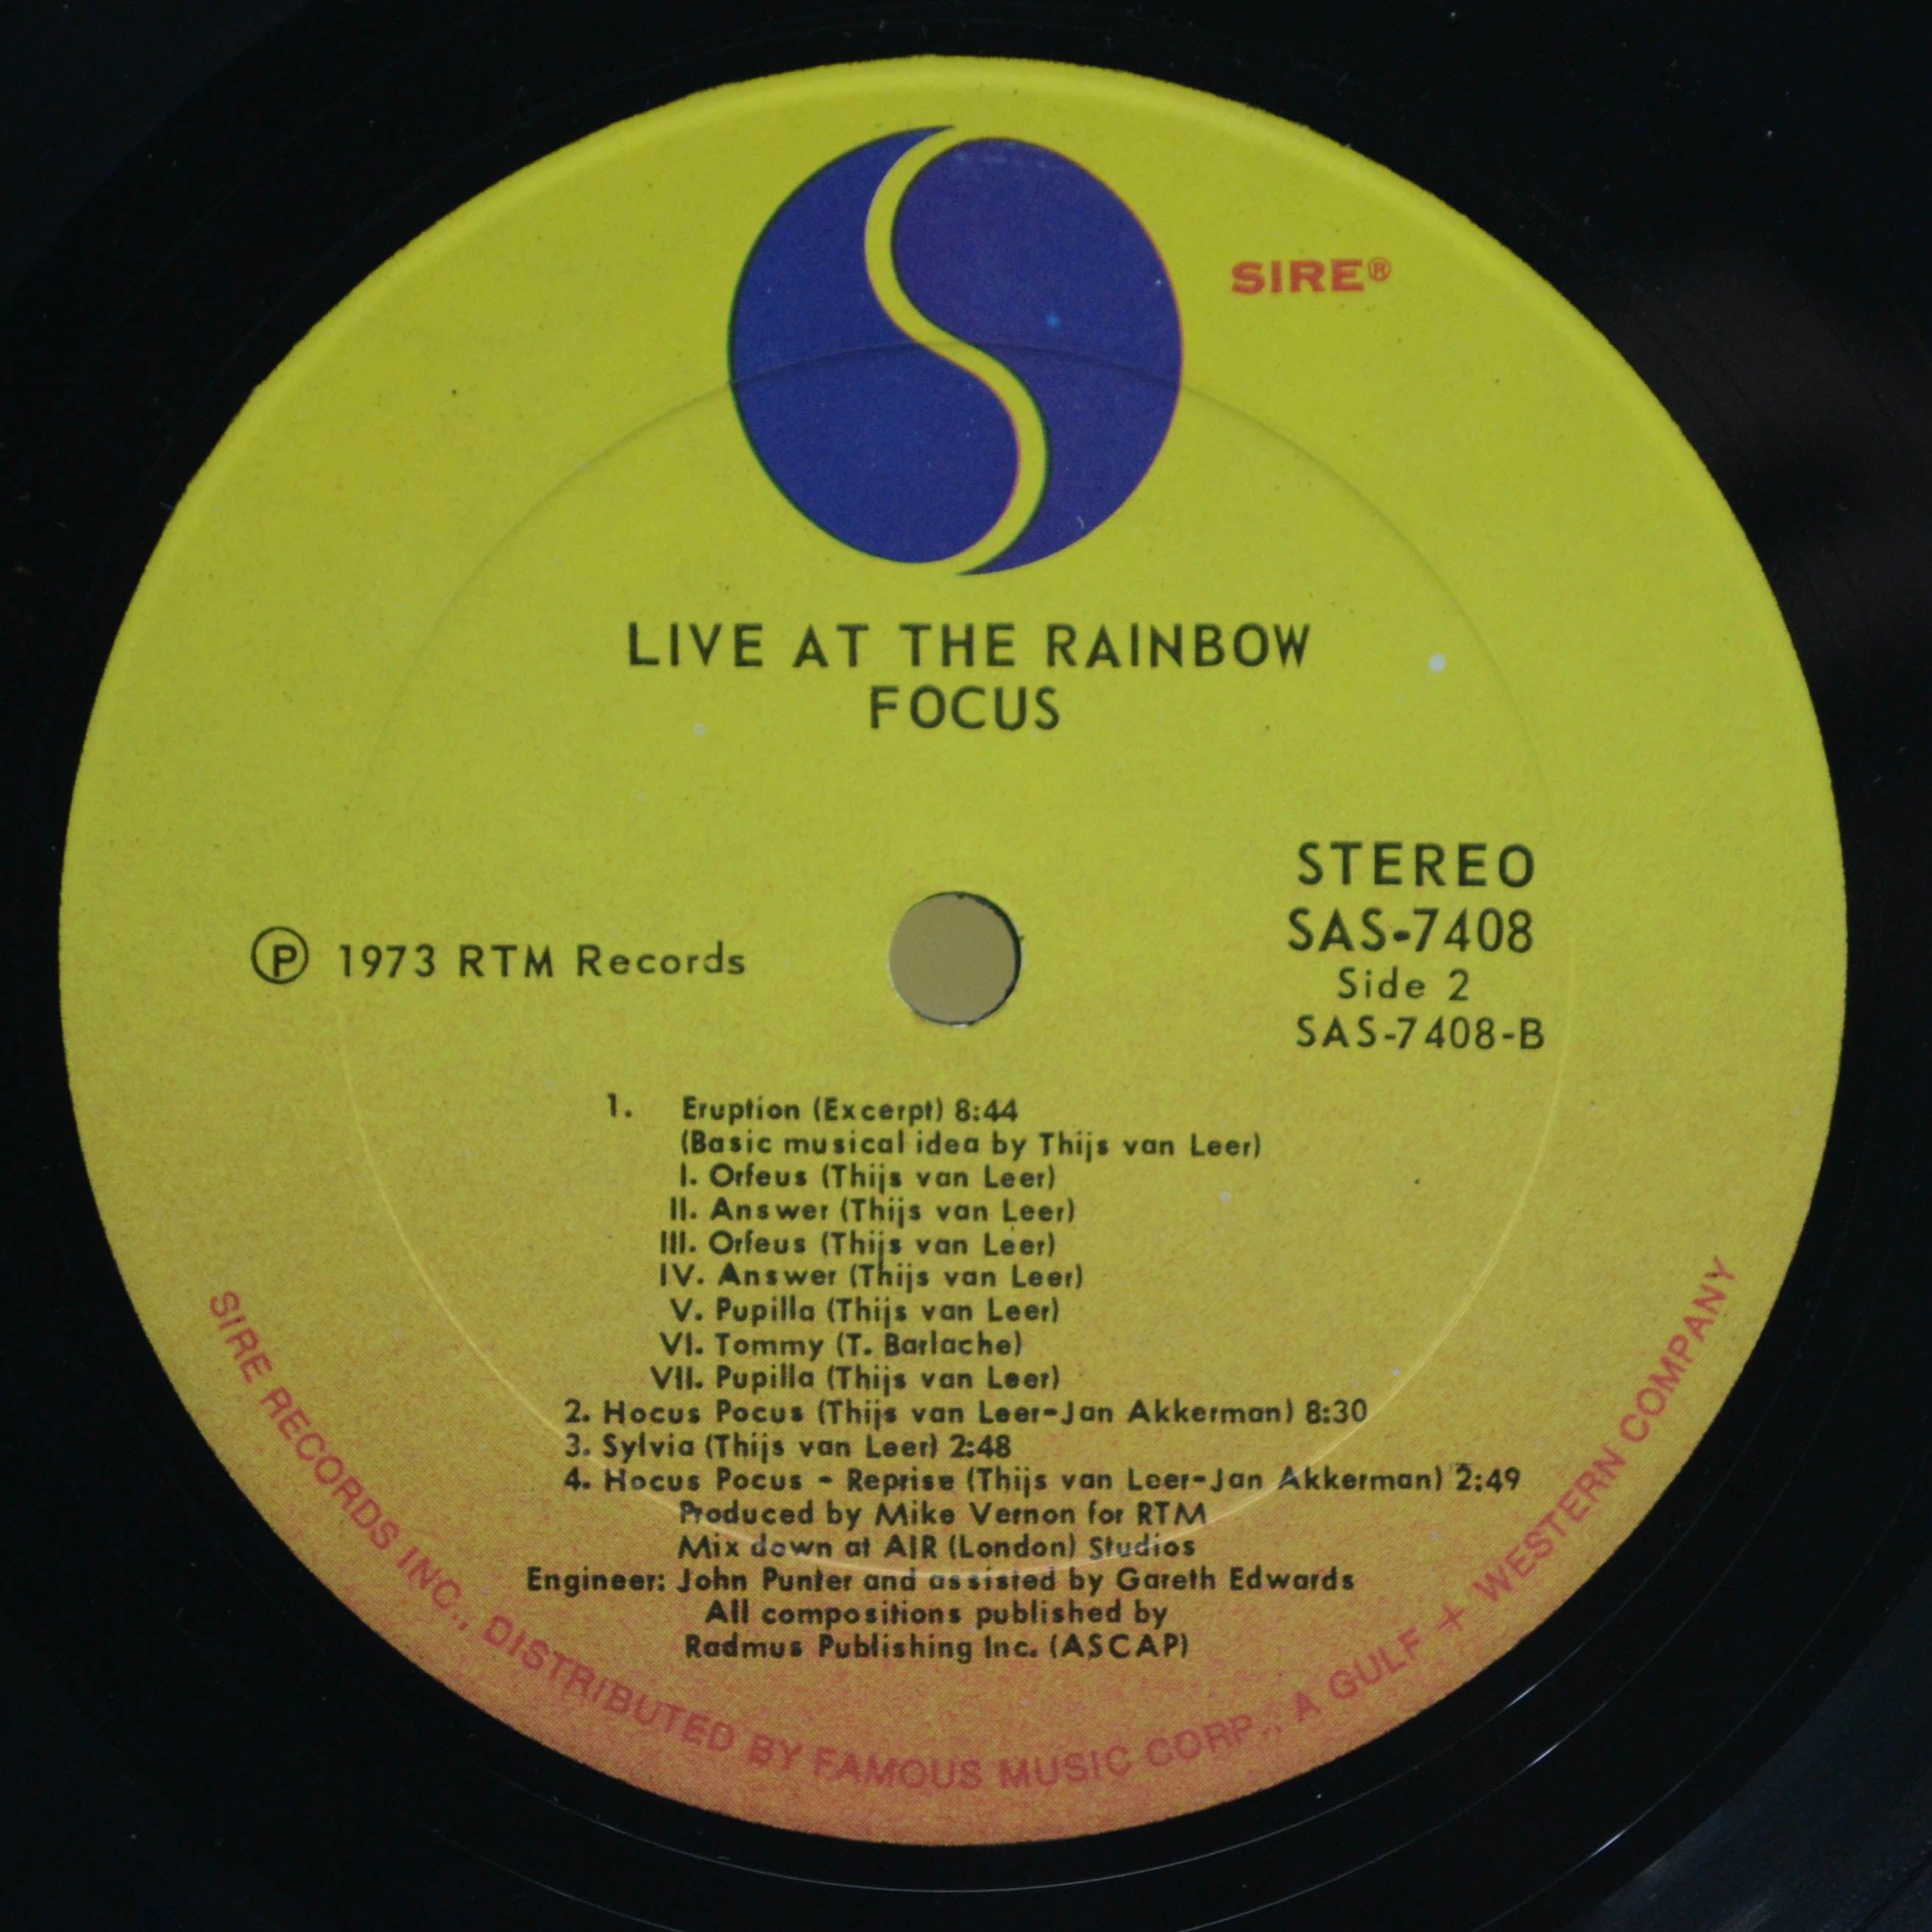 SIRE®
LIVE AT THE RAINBOW
FOCUS
STEREO
SAS-7408
Side 2
SAS-7408-B
Ⓟ 1973 RTM Records
1. Eruption (Excerpt) 8:44
(Basic musical idea by Thijs van Leer)
I. Orfeus (Thijs van Leer)
II. Answer (Thijs van Leer)
III. Orfeus (Thijs van Leer)
IV. Answer (Thijs van Leer)
V. Pupilla (Thijs van Leer)
VI. Tommy (T. Barlache)
VII. Pupilla (Thijs van Leer)
2. Hocus Pocus (Thijs van Leer-Jan Akkerman) 8:30
3. Sylvia (Thijs van Leer) 2:48
4. Hocus Pocus - Reprise (Thijs van Leer-Jan Akkerman) 2:49
Produced by Mike Vernon for RTM
Mix down at AIR (London) Studios
Engineer: John Punter and assisted by Gareth Edwards
All compositions published by
Radmus Publishing Inc. (ASCAP)
SIRE RECORDS INC., DISTRIBUTED BY FAMOUS MUSIC CORP., A GULF + WESTERN COMPANY